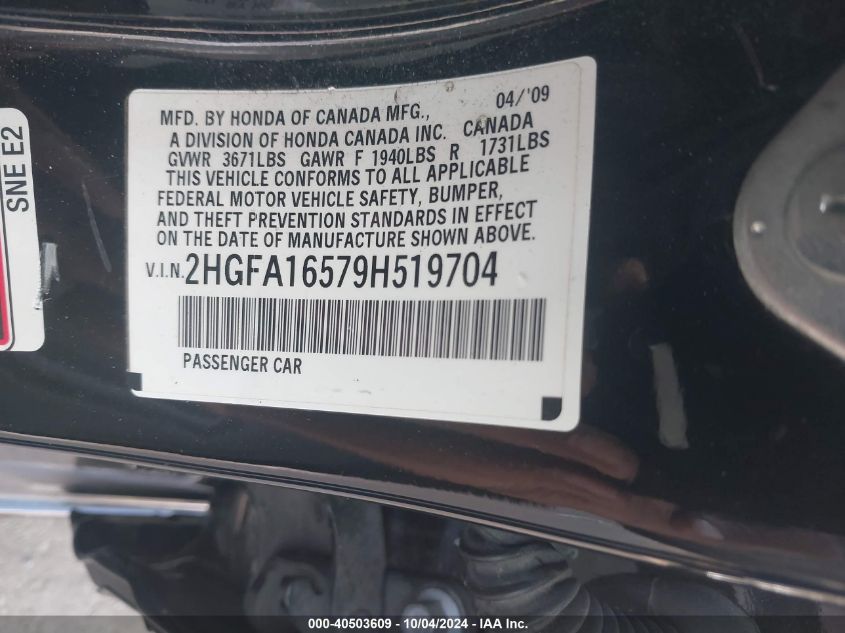 MFD. BY HONDA OF CANADA MFG., 04/'09
A DIVISION OF HONDA CANADA INC. CANADA
GVWR 3671LBS GAWR F 1940LBS R 1731LBS
THIS VEHICLE CONFORMS TO ALL APPLICABLE
FEDERAL MOTOR VEHICLE SAFETY, BUMPER,
AND THEFT PREVENTION STANDARDS IN EFFECT
ON THE DATE OF MANUFACTURE SHOWN ABOVE.
V.I.N. 2HGFA16579H519704
PASSENGER CAR
SNE E2
000-40503609 - 10/04/2024 - IAA Inc.